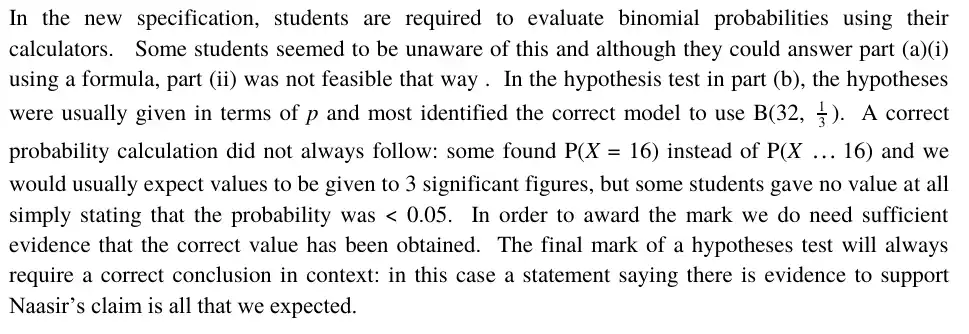 In the new specification, students are required to evaluate binomial probabilities using their
calculators. Some students seemed to be unaware of this and although they could answer part (a)(i)
using a formula, part (ii) was not feasible that way . In the hypothesis test in part (b), the hypotheses
were usually given in terms of p and most identified the correct model to use B(32, 1/3). A correct
probability calculation did not always follow: some found P(X = 16) instead of P(X … 16) and we
would usually expect values to be given to 3 significant figures, but some students gave no value at all
simply stating that the probability was < 0.05. In order to award the mark we do need sufficient
evidence that the correct value has been obtained. The final mark of a hypotheses test will always
require a correct conclusion in context: in this case a statement saying there is evidence to support
Naasir's claim is all that we expected.